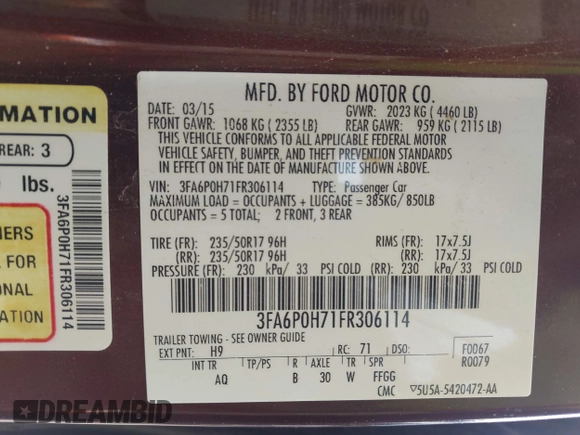 MFD. BY FORD MOTOR CO.
DATE: 03/15 GVWR: 2023 KG ( 4460 LB)
FRONT GAWR: 1068 KG ( 2355 LB) REAR GAWR: 959 KG ( 2115 LB)
THIS VEHICLE CONFORMS TO ALL APPLICABLE FEDERAL MOTOR
VEHICLE SAFETY, BUMPER, AND THEFT PREVENTION STANDARDS
IN EFFECT ON THE DATE OF MANUFACTURE SHOWN ABOVE.
VIN: 3FA6P0H71FR306114 TYPE: Passenger Car
MAXIMUM LOAD = OCCUPANTS + LUGGAGE = 385KG/ 850LB
OCCUPANTS = 5 TOTAL; 2 FRONT, 3 REAR
TIRE (FR): 235/50R17 96H RIMS (FR): 17x7.5J
(RR): 235/50R17 96H (RR): 17x7.5J
PRESSURE (FR): 230 kPa/ 33 PSI COLD (RR): 230 kPa/ 33 PSI COLD
3FA6P0H71FR306114
TRAILER TOWING - SEE OWNER GUIDE
EXT PNT: H9 RC: 71 DSO: F0067
R0079
INT TR TP/PS R AXLE TR SPR
AQ B 30 W FFGG
CMC ▽5U5A-5420472-AA
RMATION
REAR: 3
lbs.
3FA6P0H71FR306114
HERS
L FOR
ONAL
ATION
DREAMBID